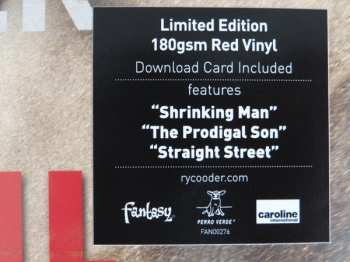 Limited Edition
180gsm Red Vinyl
Download Card Included
features
“Shrinking Man”
“The Prodigal Son”
“Straight Street”
rycooder.com
Fantasy
PERRO VERDE
caroline
international
FAN00276